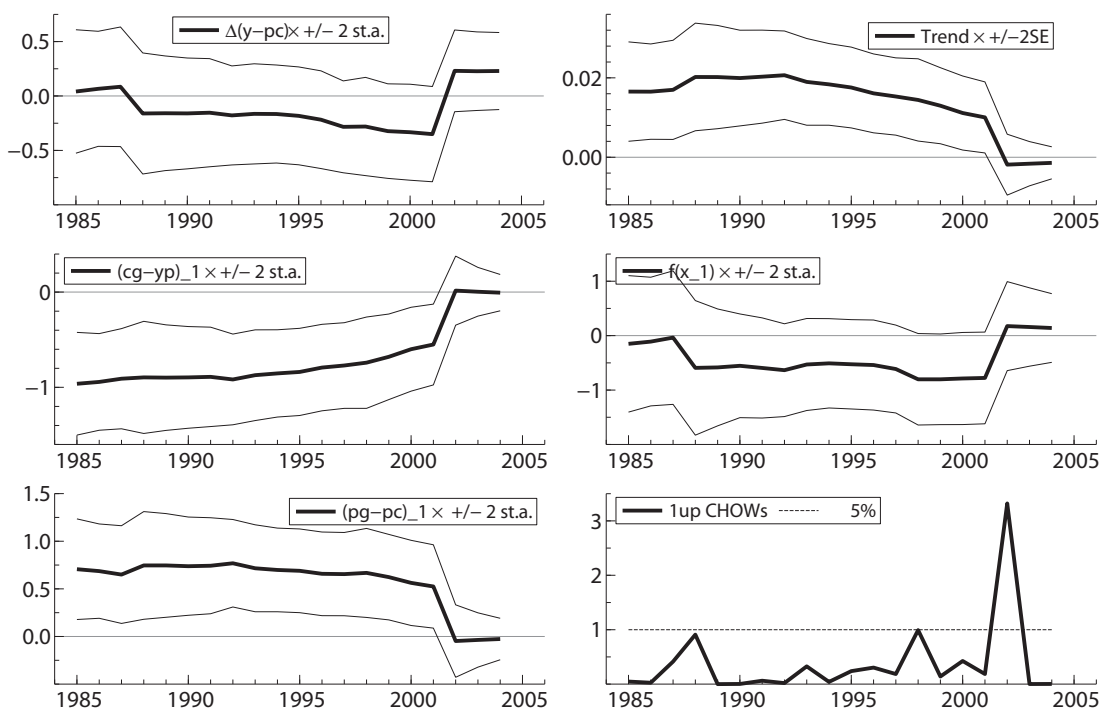 Δ(y−pc)× +/− 2 st.a.
0.5
0.0
−0.5
1985 1990 1995 2000 2005
Trend × +/−2SE
0.02
0.00
1985 1990 1995 2000 2005
(cg−yp)_1 × +/− 2 st.a.
0
−1
1985 1990 1995 2000 2005
f(x_1) × +/− 2 st.a.
1
0
−1
1985 1990 1995 2000 2005
(pg−pc)_1 × +/− 2 st.a.
1.5
1.0
0.5
0.0
1985 1990 1995 2000 2005
1up CHOWs 5%
3
2
1
1985 1990 1995 2000 2005